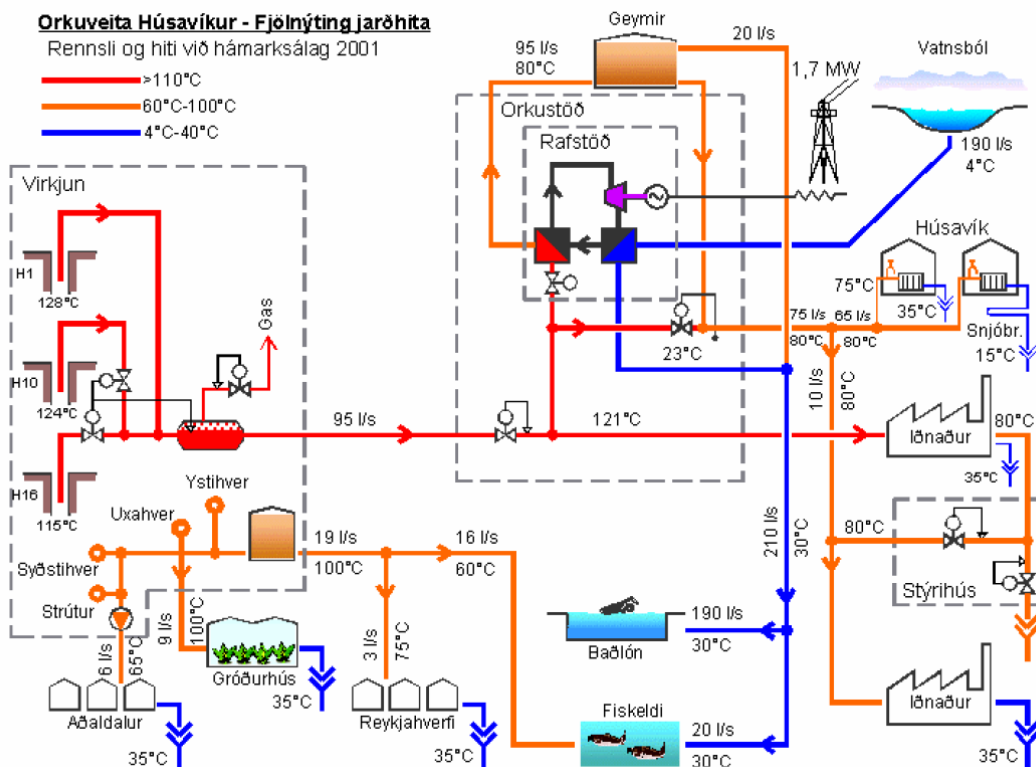 Orkuveita Húsavíkur - Fjölnýting jarðhita
Rennsli og hiti við hámarksálag 2001
>110°C
60°C-100°C
4°C-40°C
Geymir
95 l/s
80°C
20 l/s
1,7 MW
Vatnsból
190 l/s
4°C
Orkustöð
Rafstöð
Virkjun
H1
128°C
H10
124°C
H16
115°C
Gas
95 l/s
121°C
23°C
Húsavík
75°C
35°C
Snjóbr.
15°C
75 l/s
80°C
65 l/s
80°C
10 l/s
80°C
Iðnaður
80°C
35°C
80°C
Stýrihús
Ystihver
Uxahver
Syðstihver
Strútur
19 l/s
100°C
16 l/s
60°C
210 l/s
30°C
6 l/s
65°C
9 l/s
100°C
Gróðurhús
35°C
3 l/s
75°C
Aðaldalur
35°C
Reykjahverfi
35°C
Baðlón
190 l/s
30°C
Fiskeldi
20 l/s
30°C
Iðnaður
35°C